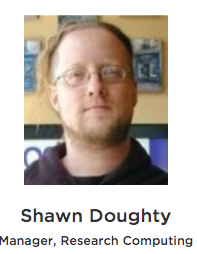 Shawn Doughty
Manager, Research Computing